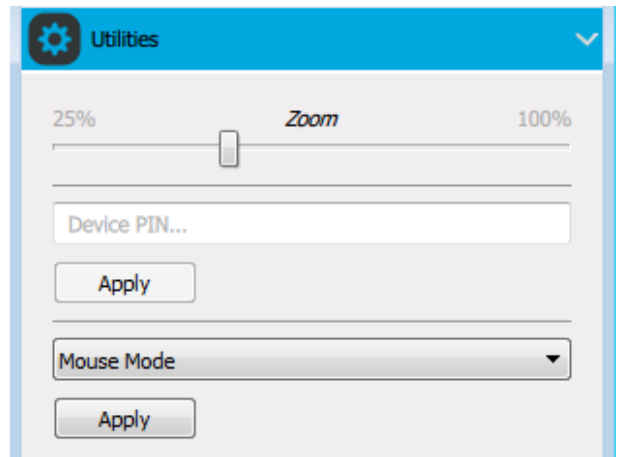 Utilities
25% Zoom 100%
Device PIN...
Apply
Mouse Mode
Apply